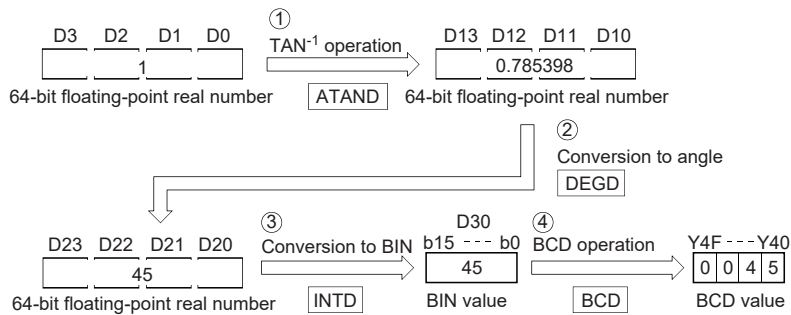 ①
D3 D2 D1 D0
TAN-1 operation
D13 D12 D11 D10
1
0.785398
64-bit floating-point real number
ATAND
64-bit floating-point real number
②
Conversion to angle
DEGD
D23 D22 D21 D20
③
Conversion to BIN
D30
b15 --- b0
④
BCD operation
Y4F ---Y40
45
45
0 0 4 5
64-bit floating-point real number
INTD
BIN value
BCD
BCD value